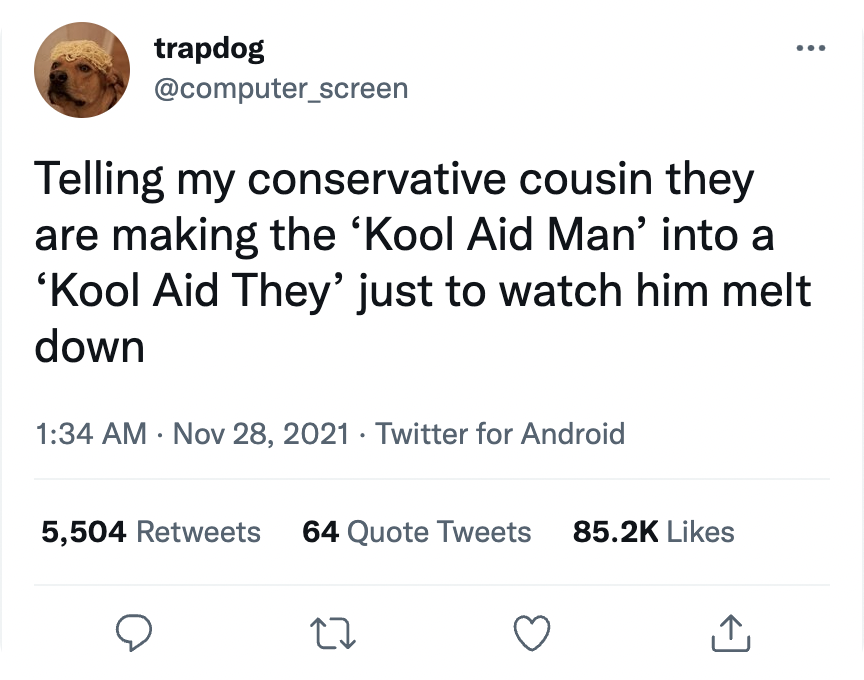 trapdog
@computer_screen
Telling my conservative cousin they
are making the ‘Kool Aid Man’ into a
‘Kool Aid They’ just to watch him melt
down
1:34 AM · Nov 28, 2021 · Twitter for Android
5,504 Retweets 64 Quote Tweets 85.2K Likes